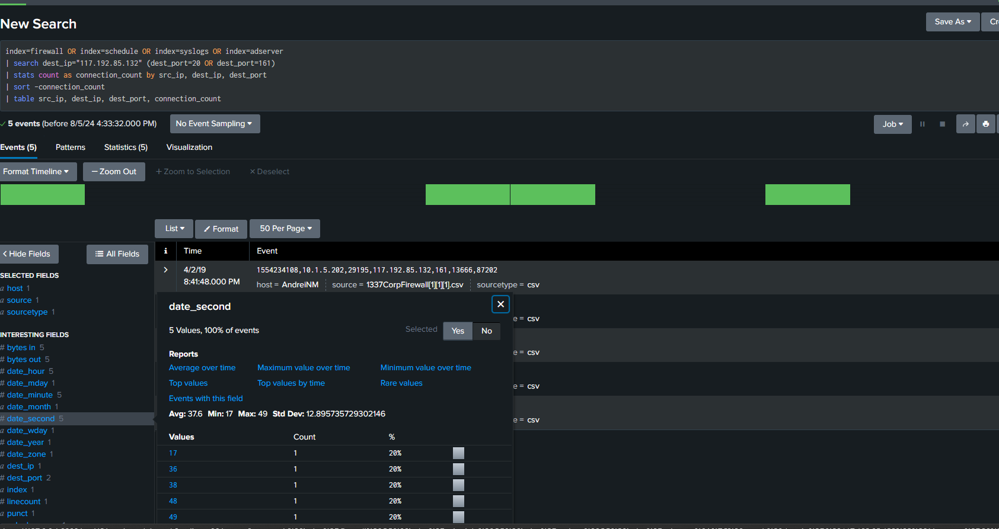 New Search
Save As
index=firewall OR index=schedule OR index=syslogs OR index=adserver
| search dest_ip="117.192.85.132" (dest_port=20 OR dest_port=161)
| stats count as connection_count by src_ip, dest_ip, dest_port
| sort -connection_count
| table src_ip, dest_ip, dest_port, connection_count
5 events (before 8/5/24 4:33:32.000 PM)
No Event Sampling
Job
Events (5)
Patterns
Statistics (5)
Visualization
Format Timeline
— Zoom Out
+ Zoom to Selection
× Deselect
List
Format
50 Per Page
< Hide Fields
All Fields
i
Time
Event
SELECTED FIELDS
a host 1
a source 1
a sourcetype 1
INTERESTING FIELDS
# bytes in 5
# bytes out 5
# date_hour 5
# date_mday 1
# date_minute 5
a date_month 1
# date_second 5
a date_wday 1
# date_year 1
# date_zone 1
a dest_ip 1
# dest_port 2
a index 1
# linecount 1
a punct 1
4/2/19
8:41:48.000 PM
1554234108,10.1.5.202,29195,117.192.85.132,161,13666,87202
host = AndreiNM
source = 1337CorpFirewall[1][1][1].csv
sourcetype = csv
e = csv
e = csv
e = csv
e = csv
date_second
5 Values, 100% of events
Selected
Yes
No
Reports
Average over time
Maximum value over time
Minimum value over time
Top values
Top values by time
Rare values
Events with this field
Avg: 37.6 Min: 17 Max: 49 Std Dev: 12.895735729302146
Values Count %
17 1 20%
36 1 20%
38 1 20%
48 1 20%
49 1 20%